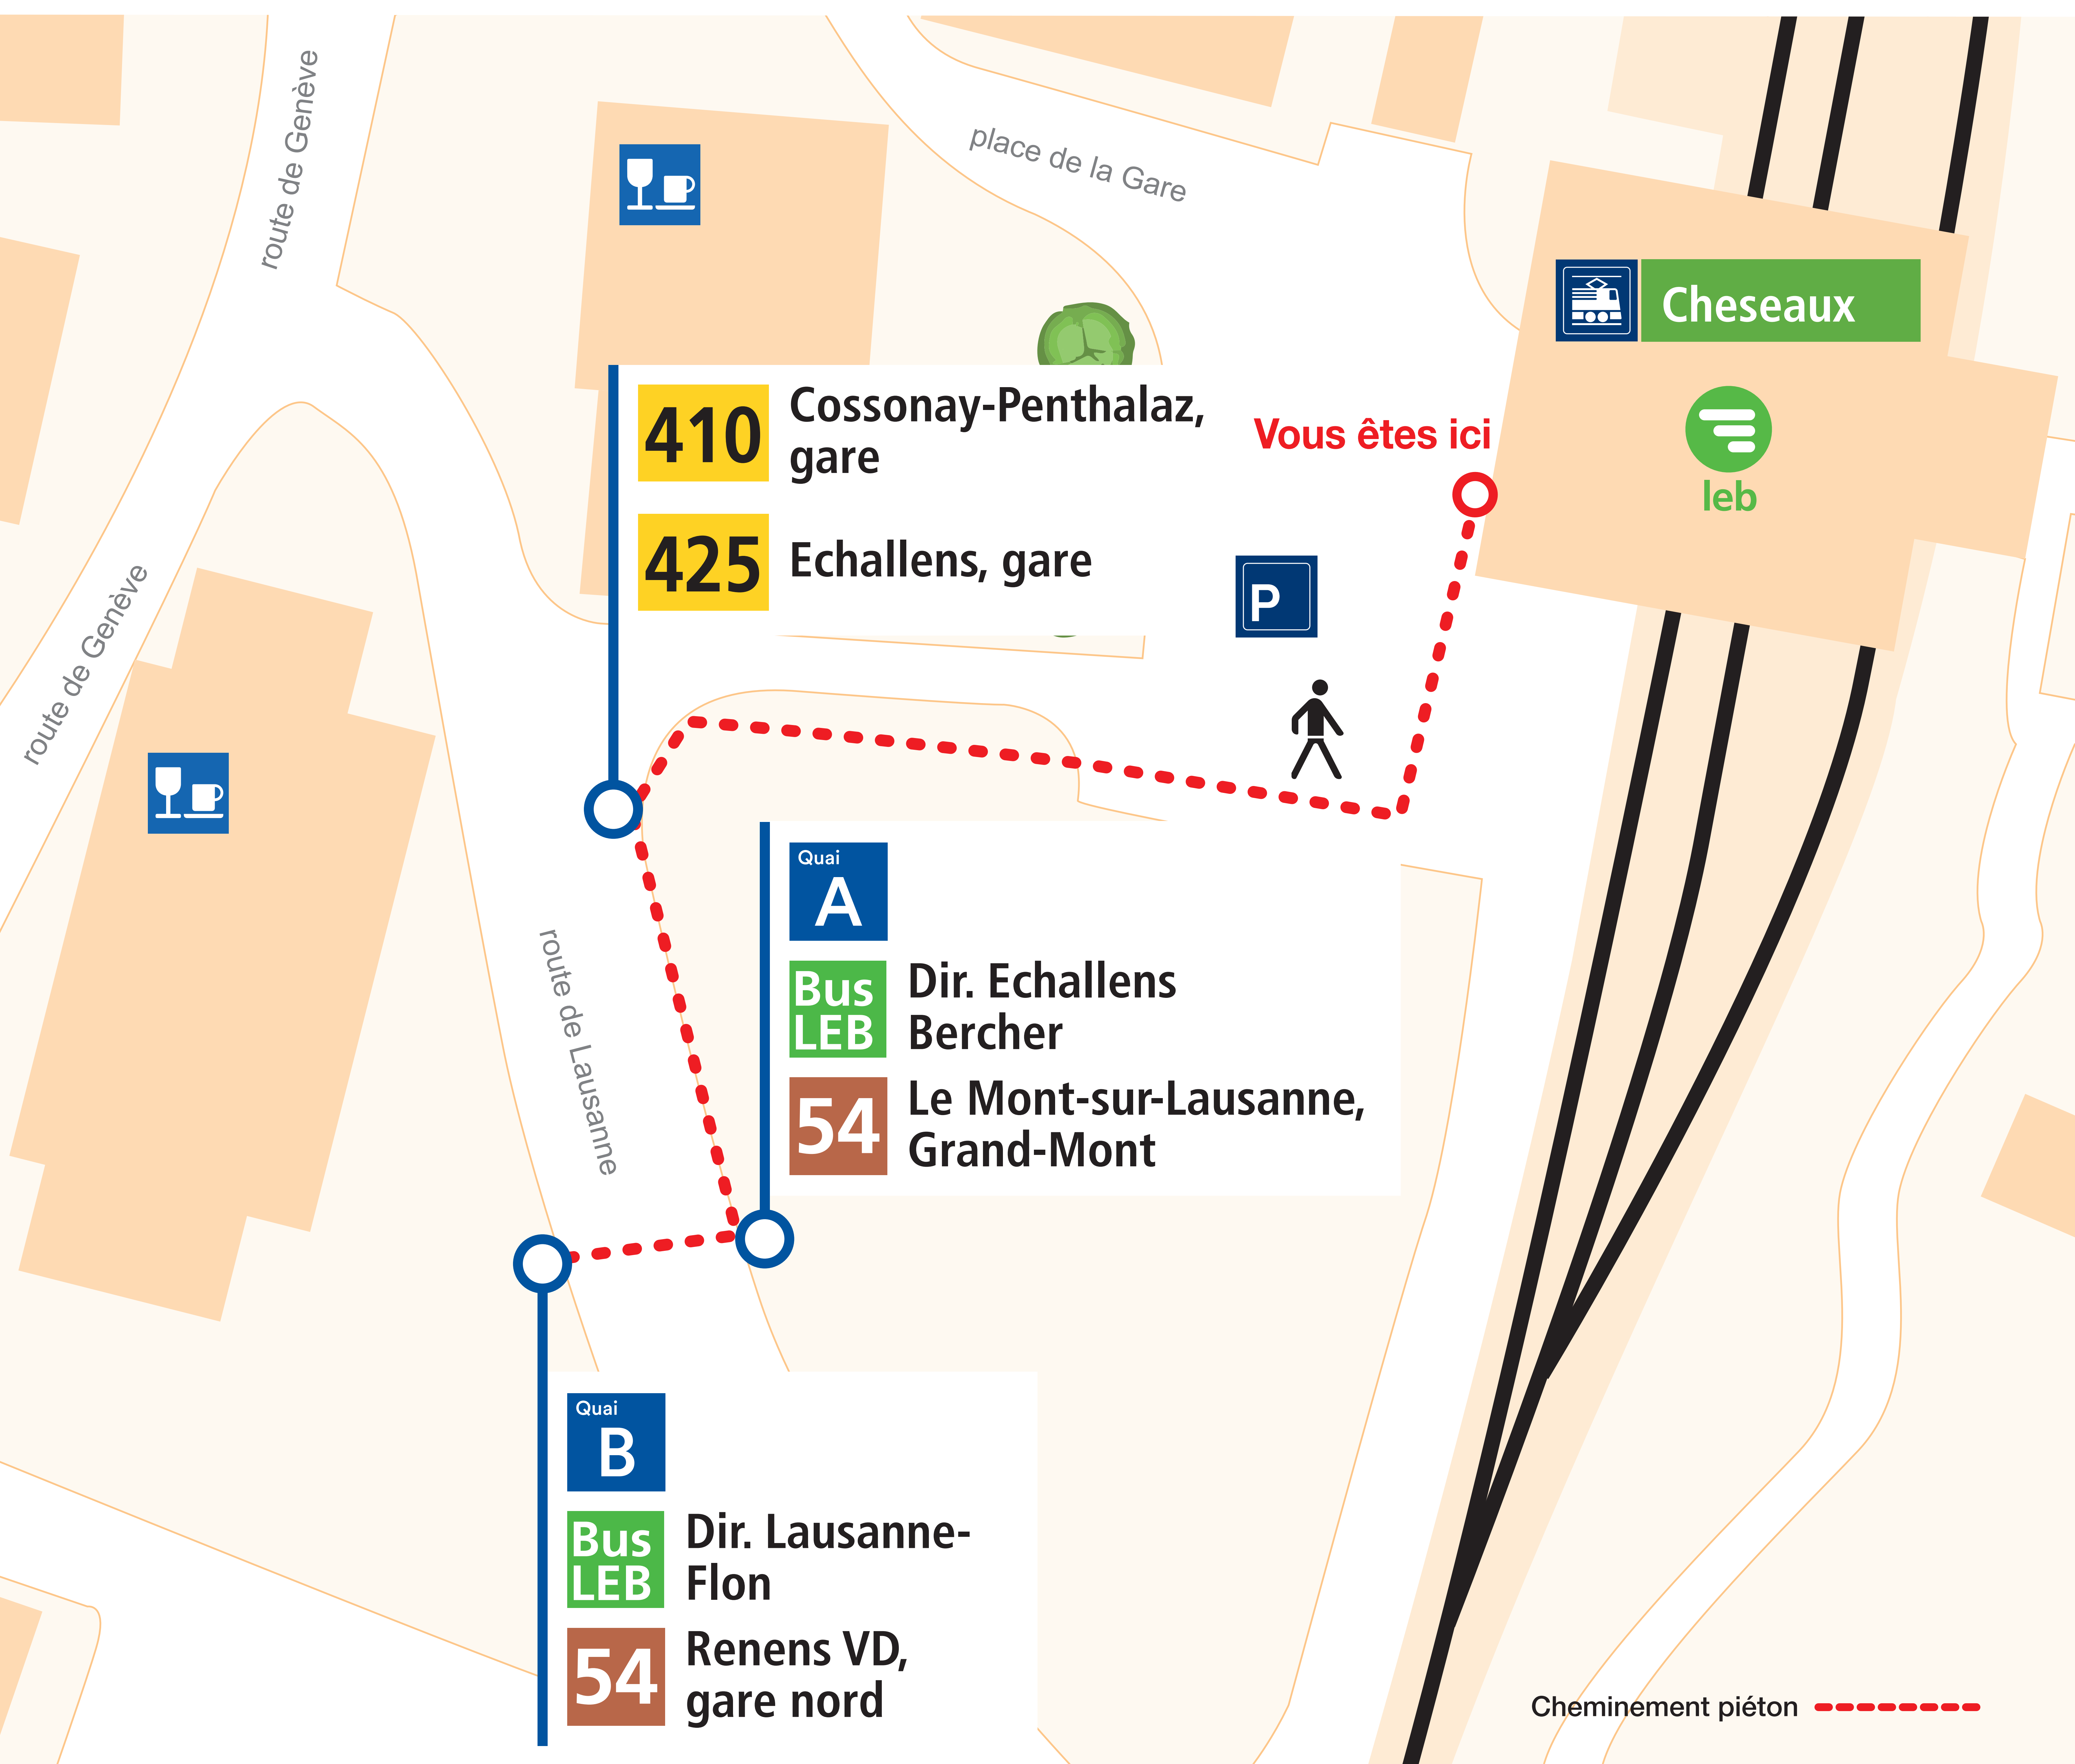 route de Genève
place de la Gare
Cheseaux
leb
410 Cossonay-Penthalaz,
gare
Vous êtes ici
425 Echallens, gare
P
route de Genève
route de Lausanne
Quai
A
Bus
LEB
Dir. Echallens
Bercher
54
Le Mont-sur-Lausanne,
Grand-Mont
Quai
B
Bus
LEB
Dir. Lausanne-
Flon
54
Renens VD,
gare nord
Cheminement piéton